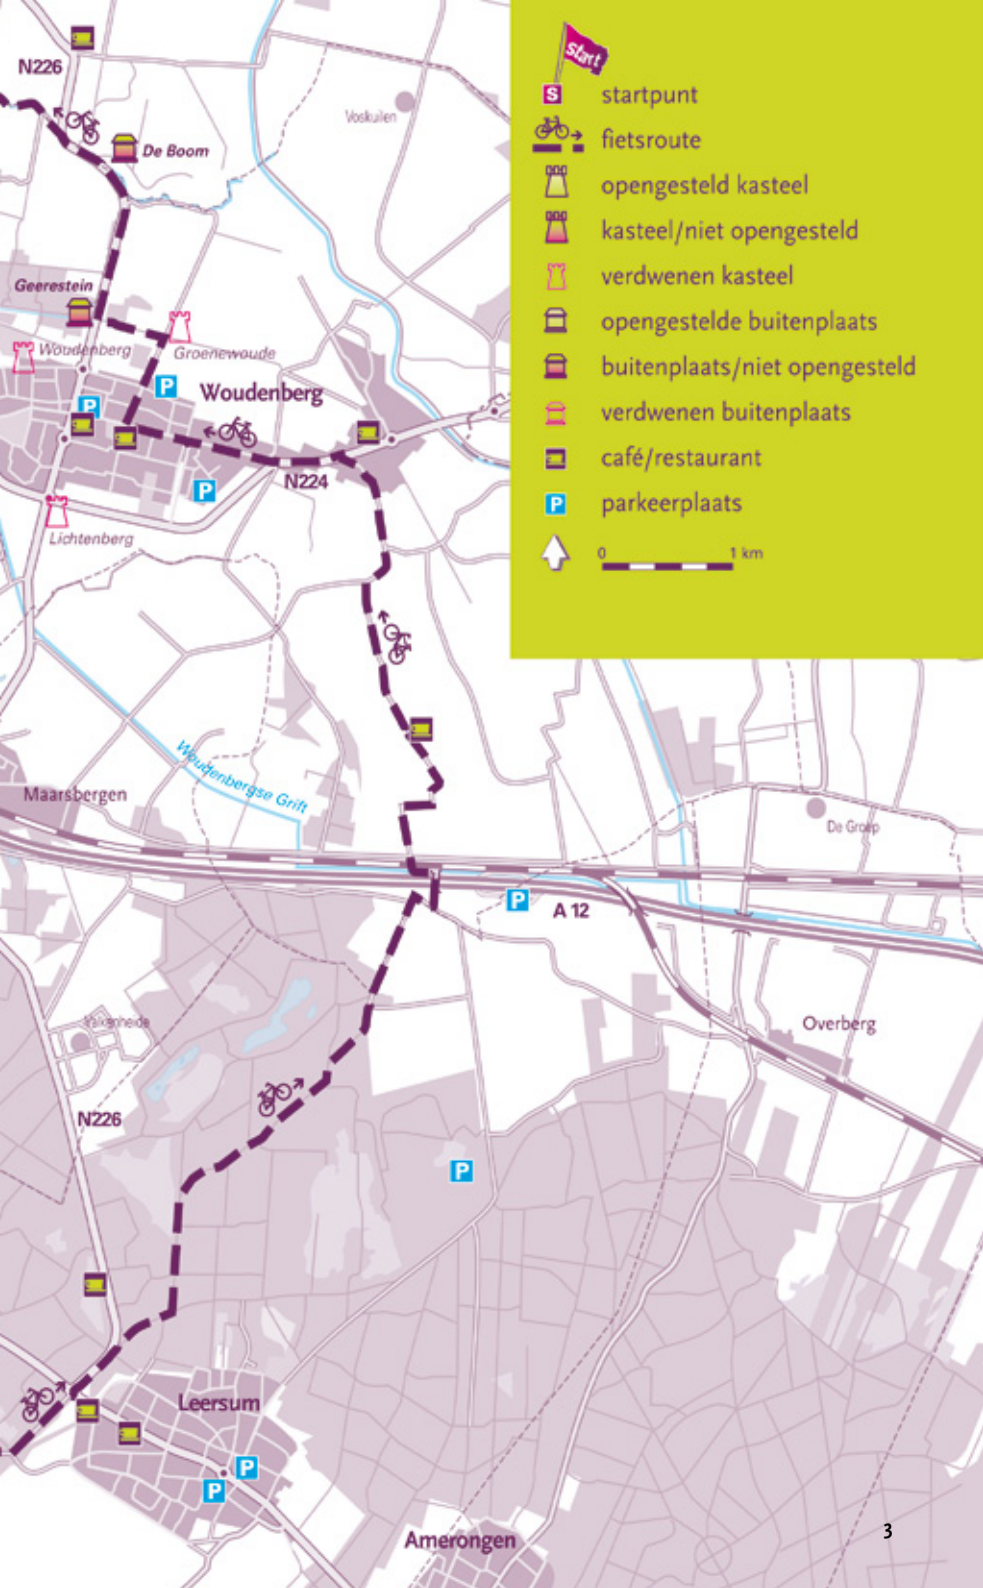 start
S startpunt
fietsroute
opengesteld kasteel
kasteel/niet opengesteld
verdwenen kasteel
opengestelde buitenplaats
buitenplaats/niet opengesteld
verdwenen buitenplaats
café/restaurant
P parkeerplaats
0 1 km
N226
Voskuilen
De Boom
Geerestein
Woudenberg
Groenewoude
P
Woudenberg
P
N224
P
Lichtenberg
Woudenbergse Grift
Maarsbergen
De Groep
P
A 12
Valkenheide
Overberg
N226
P
Leersum
P
P
Amerongen
3